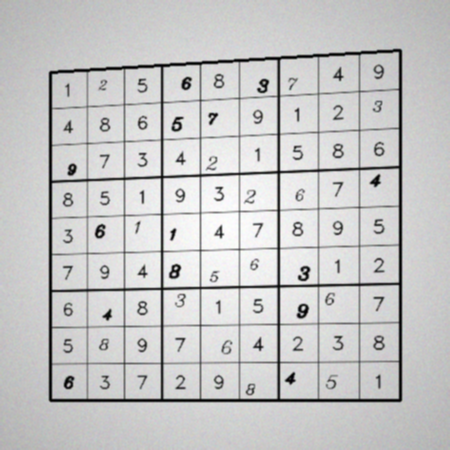 1 2 5 6 8 3 7 4 9
4 8 6 5 7 9 1 2 3
9 7 3 4 2 1 5 8 6
8 5 1 9 3 2 6 7 4
3 6 1 1 4 7 8 9 5
7 9 4 8 5 6 3 1 2
6 4 8 3 1 5 9 6 7
5 8 9 7 6 4 2 3 8
6 3 7 2 9 8 4 5 1